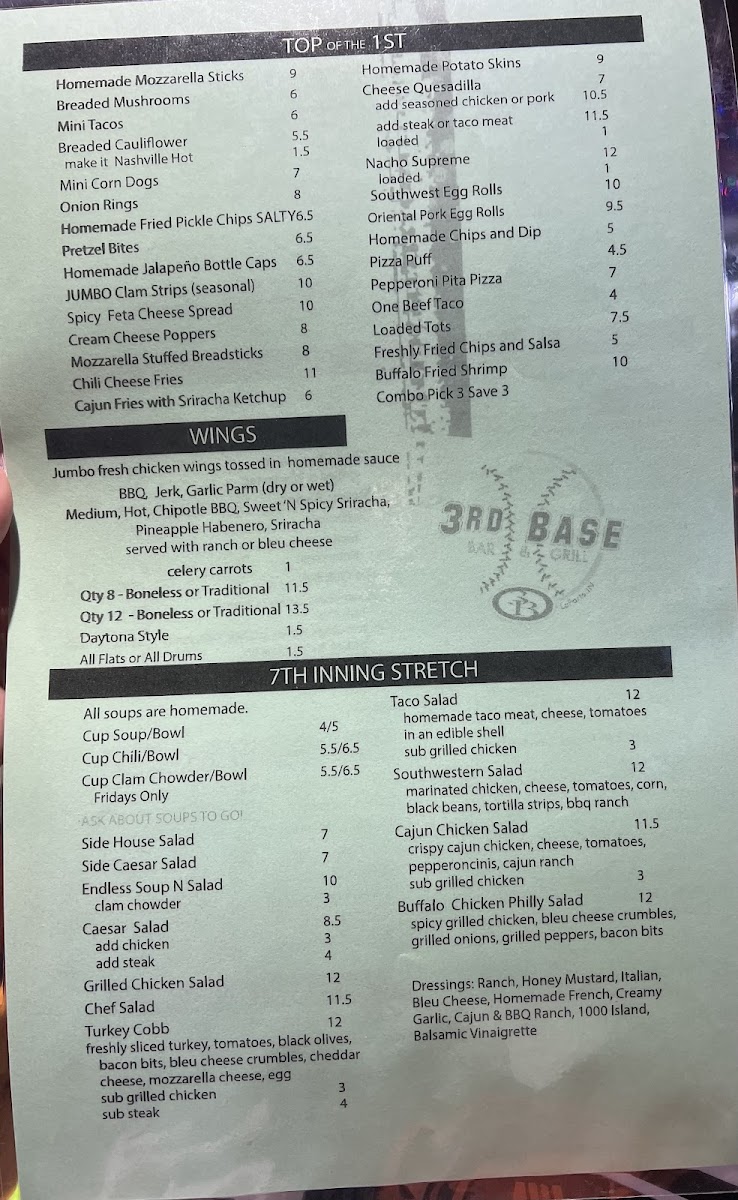 TOP OF THE 1ST
Homemade Mozzarella Sticks 9
Breaded Mushrooms 6
Mini Tacos 6
Breaded Cauliflower 5.5
make it Nashville Hot 1.5
Mini Corn Dogs 7
Onion Rings 8
Homemade Fried Pickle Chips SALTY 6.5
Pretzel Bites 6.5
Homemade Jalapeño Bottle Caps 6.5
JUMBO Clam Strips (seasonal) 10
Spicy Feta Cheese Spread 10
Cream Cheese Poppers 8
Mozzarella Stuffed Breadsticks 8
Chili Cheese Fries 11
Cajun Fries with Sriracha Ketchup 6
Homemade Potato Skins 9
Cheese Quesadilla 7
add seasoned chicken or pork 10.5
add steak or taco meat 11.5
loaded 1
Nacho Supreme 12
loaded 1
Southwest Egg Rolls 10
Oriental Pork Egg Rolls 9.5
Homemade Chips and Dip 5
Pizza Puff 4.5
Pepperoni Pita Pizza 7
One Beef Taco 4
Loaded Tots 7.5
Freshly Fried Chips and Salsa 5
Buffalo Fried Shrimp 10
Combo Pick 3 Save 3
WINGS
Jumbo fresh chicken wings tossed in homemade sauce
BBQ, Jerk, Garlic Parm (dry or wet)
Medium, Hot, Chipotle BBQ, Sweet 'N Spicy Sriracha,
Pineapple Habenero, Sriracha
served with ranch or bleu cheese
celery carrots 1
Qty 8 - Boneless or Traditional 11.5
Qty 12 - Boneless or Traditional 13.5
Daytona Style 1.5
All Flats or All Drums 1.5
3RD BASE
BAR & GRILL
3B
7TH INNING STRETCH
All soups are homemade.
Cup Soup/Bowl 4/5
Cup Chili/Bowl 5.5/6.5
Cup Clam Chowder/Bowl 5.5/6.5
Fridays Only
ASK ABOUT SOUPS TO GO!
Side House Salad 7
Side Caesar Salad 7
Endless Soup N Salad 10
clam chowder 3
Caesar Salad 8.5
add chicken 3
add steak 4
Grilled Chicken Salad 12
Chef Salad 11.5
Turkey Cobb 12
freshly sliced turkey, tomatoes, black olives,
bacon bits, bleu cheese crumbles, cheddar
cheese, mozzarella cheese, egg
sub grilled chicken 3
sub steak 4
Taco Salad 12
homemade taco meat, cheese, tomatoes
in an edible shell
sub grilled chicken 3
Southwestern Salad 12
marinated chicken, cheese, tomatoes, corn,
black beans, tortilla strips, bbq ranch
Cajun Chicken Salad 11.5
crispy cajun chicken, cheese, tomatoes,
pepperoncinis, cajun ranch
sub grilled chicken 3
Buffalo Chicken Philly Salad 12
spicy grilled chicken, bleu cheese crumbles,
grilled onions, grilled peppers, bacon bits
Dressings: Ranch, Honey Mustard, Italian,
Bleu Cheese, Homemade French, Creamy
Garlic, Cajun & BBQ Ranch, 1000 Island,
Balsamic Vinaigrette